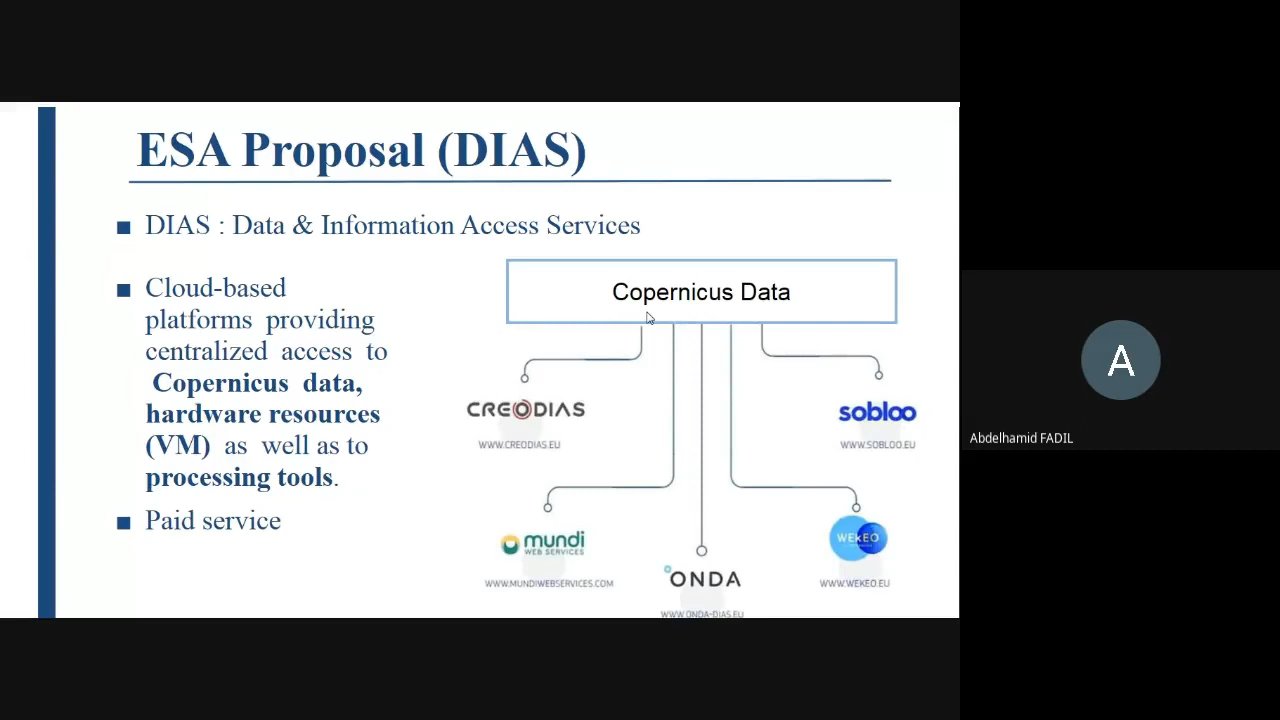 ESA Proposal (DIAS)
■ DIAS : Data & Information Access Services
■ Cloud-based
platforms providing
centralized access to
Copernicus data,
hardware resources
(VM) as well as to
processing tools.
■ Paid service
Copernicus Data
CREODIAS
WWW.CREODIAS.EU
sobloo
WWW.SOBLOO.EU
mundi
WEB SERVICES
WWW.MUNDIWEBSERVICES.COM
ONDA
WWW.ONDA-DIAS.EU
WEKEO
WWW.WEKEO.EU
A
Abdelhamid FADIL